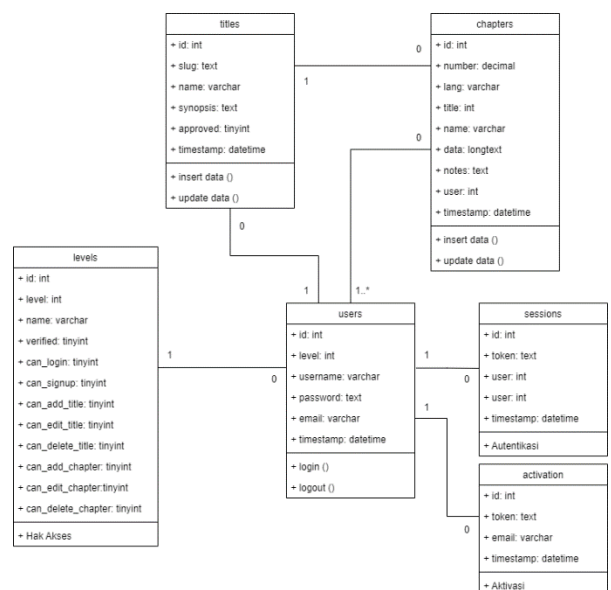 titles
+ id: int
+ slug: text
+ name: varchar
+ synopsis: text
+ approved: tinyint
+ timestamp: datetime
+ insert data ()
+ update data ()
0
1
chapters
+ id: int
+ number: decimal
+ lang: varchar
+ title: int
+ name: varchar
+ data: longtext
+ notes: text
+ user: int
+ timestamp: datetime
+ insert data ()
+ update data ()
0
0
1
1..*
levels
+ id: int
+ level: int
+ name: varchar
+ verified: tinyint
+ can_login: tinyint
+ can_signup: tinyint
+ can_add_title: tinyint
+ can_edit_title: tinyint
+ can_delete_title: tinyint
+ can_add_chapter: tinyint
+ can_edit_chapter:tinyint
+ can_delete_chapter: tinyint
+ Hak Akses
1
0
users
+ id: int
+ level: int
+ username: varchar
+ password: text
+ email: varchar
+ timestamp: datetime
+ login ()
+ logout ()
1
0
1
0
sessions
+ id: int
+ token: text
+ user: int
+ user: int
+ timestamp: datetime
+ Autentikasi
activation
+ id: int
+ token: text
+ email: varchar
+ timestamp: datetime
+ Aktivasi